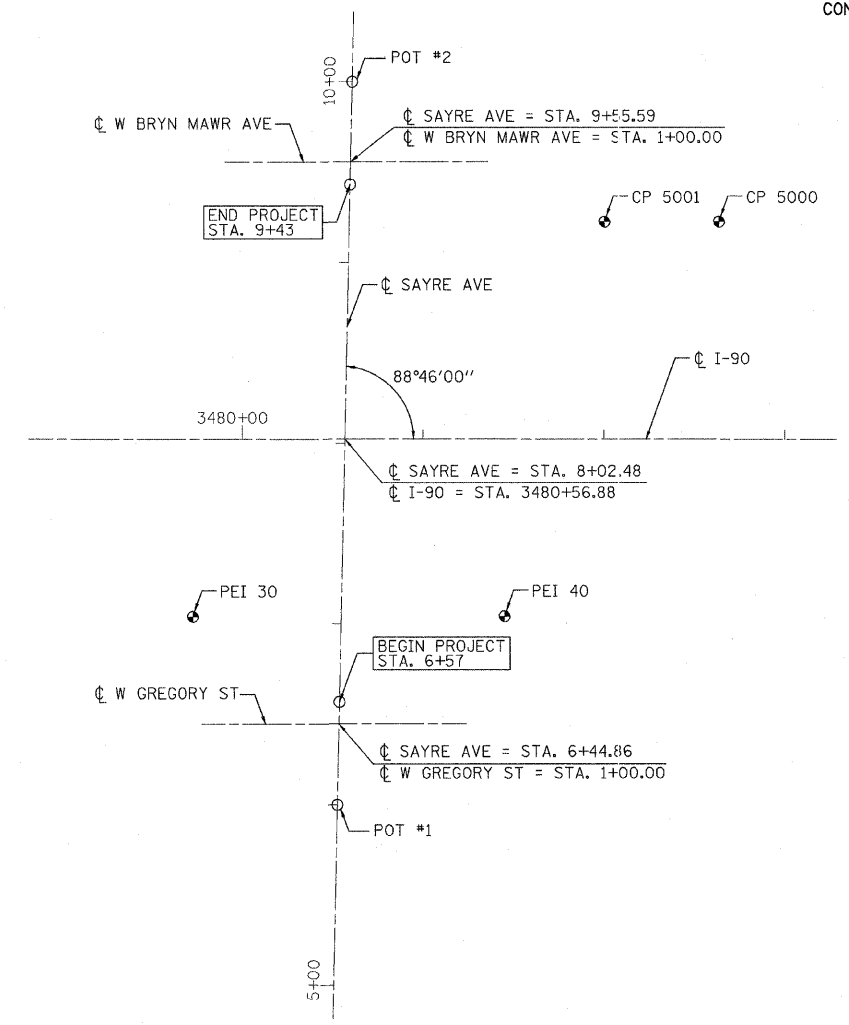 CON
POT #2
10+00
℄ SAYRE AVE = STA. 9+55.59
℄ W BRYN MAWR AVE = STA. 1+00.00
℄ W BRYN MAWR AVE
CP 5001
CP 5000
END PROJECT
STA. 9+43
℄ SAYRE AVE
℄ I-90
88°46'00"
3480+00
℄ SAYRE AVE = STA. 8+02.48
℄ I-90 = STA. 3480+56.88
PEI 30
PEI 40
BEGIN PROJECT
STA. 6+57
℄ W GREGORY ST
℄ SAYRE AVE = STA. 6+44.86
℄ W GREGORY ST = STA. 1+00.00
POT #1
5+00